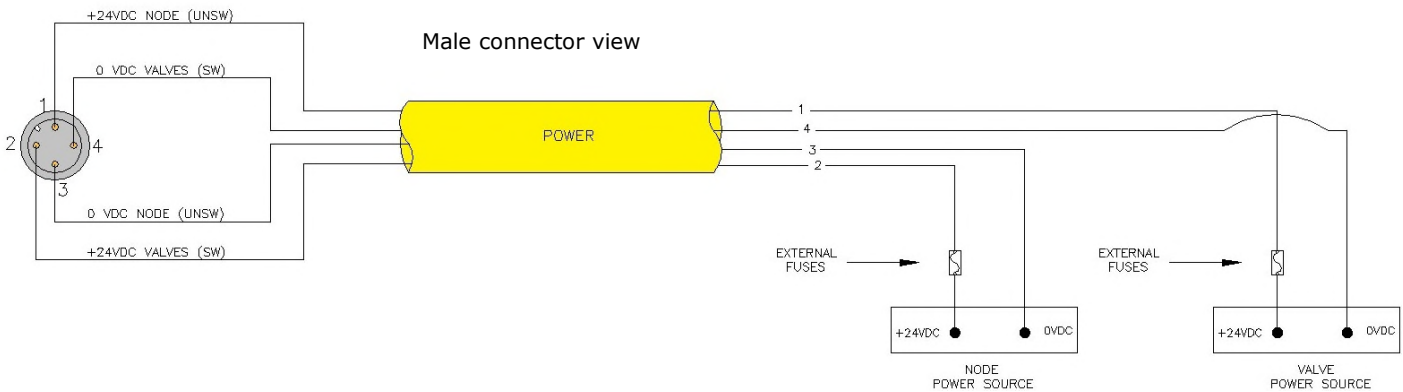 +24VDC NODE (UNSW)
Male connector view
0 VDC VALVES (SW)
1
2
4
3
POWER
1
4
3
2
0 VDC NODE (UNSW)
+24VDC VALVES (SW)
EXTERNAL
FUSES
EXTERNAL
FUSES
+24VDC
0VDC
+24VDC
0VDC
NODE
POWER SOURCE
VALVE
POWER SOURCE